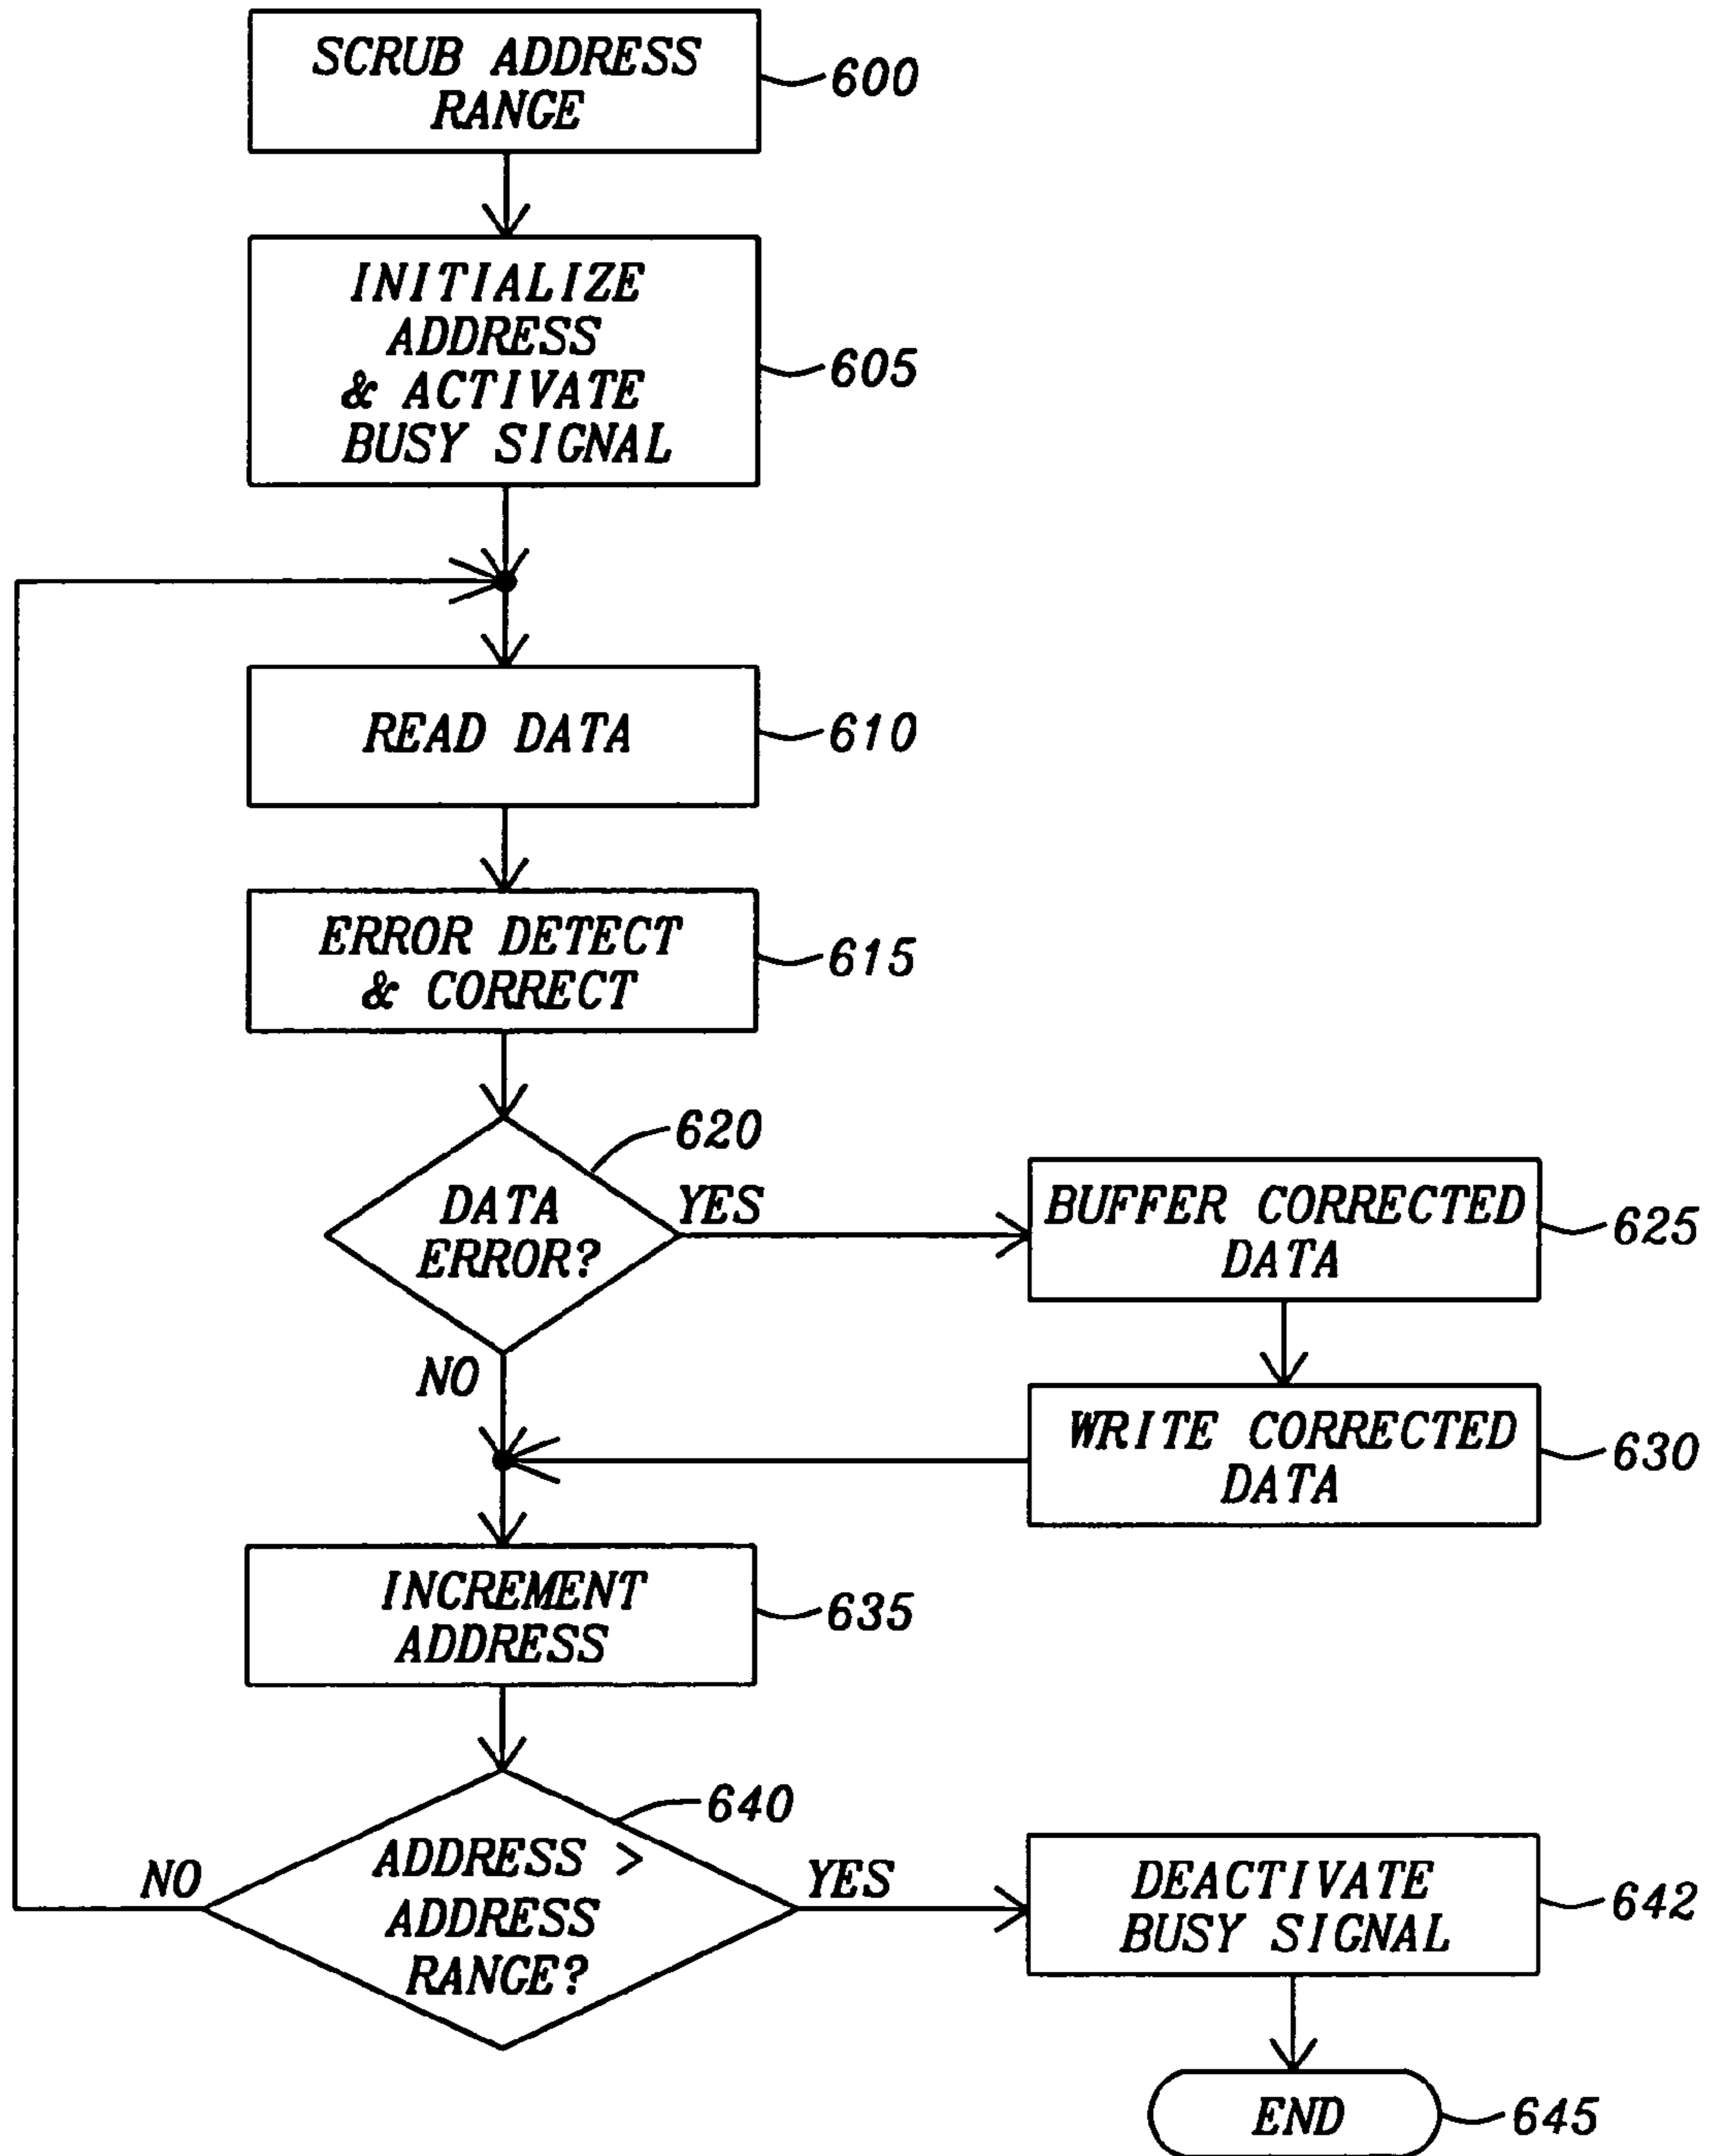 SCRUB ADDRESS
RANGE
600
INITIALIZE
ADDRESS
& ACTIVATE
BUSY SIGNAL
605
READ DATA
610
ERROR DETECT
& CORRECT
615
620
DATA
ERROR?
YES
NO
BUFFER CORRECTED
DATA
625
WRITE CORRECTED
DATA
630
INCREMENT
ADDRESS
635
640
ADDRESS >
ADDRESS
RANGE?
NO
YES
DEACTIVATE
BUSY SIGNAL
642
END
645